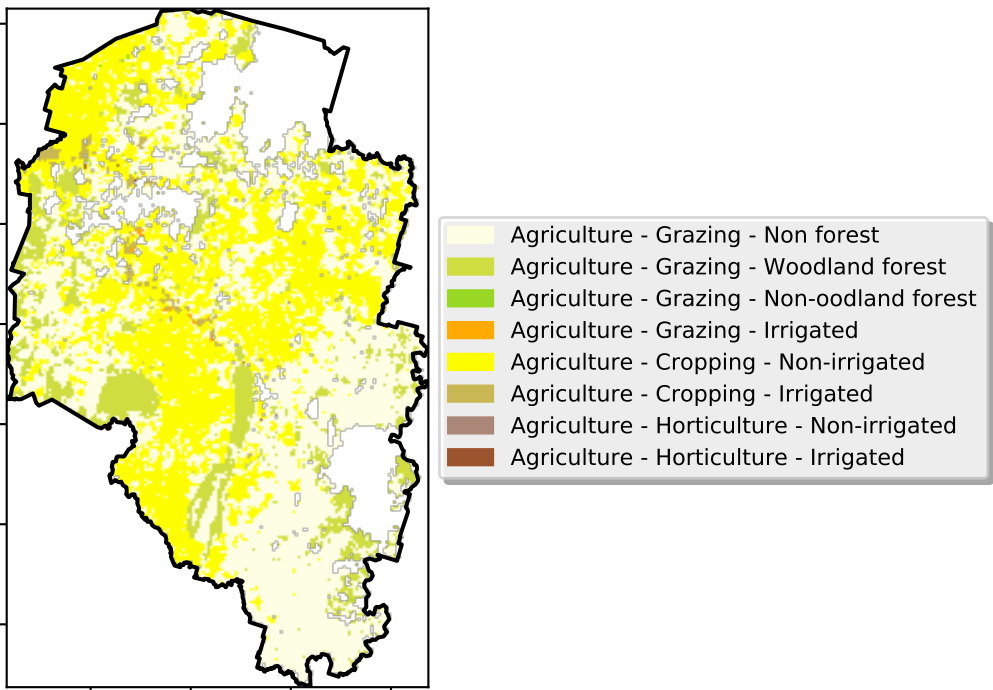 Agriculture - Grazing - Non forest
Agriculture - Grazing - Woodland forest
Agriculture - Grazing - Non-oodland forest
Agriculture - Grazing - Irrigated
Agriculture - Cropping - Non-irrigated
Agriculture - Cropping - Irrigated
Agriculture - Horticulture - Non-irrigated
Agriculture - Horticulture - Irrigated